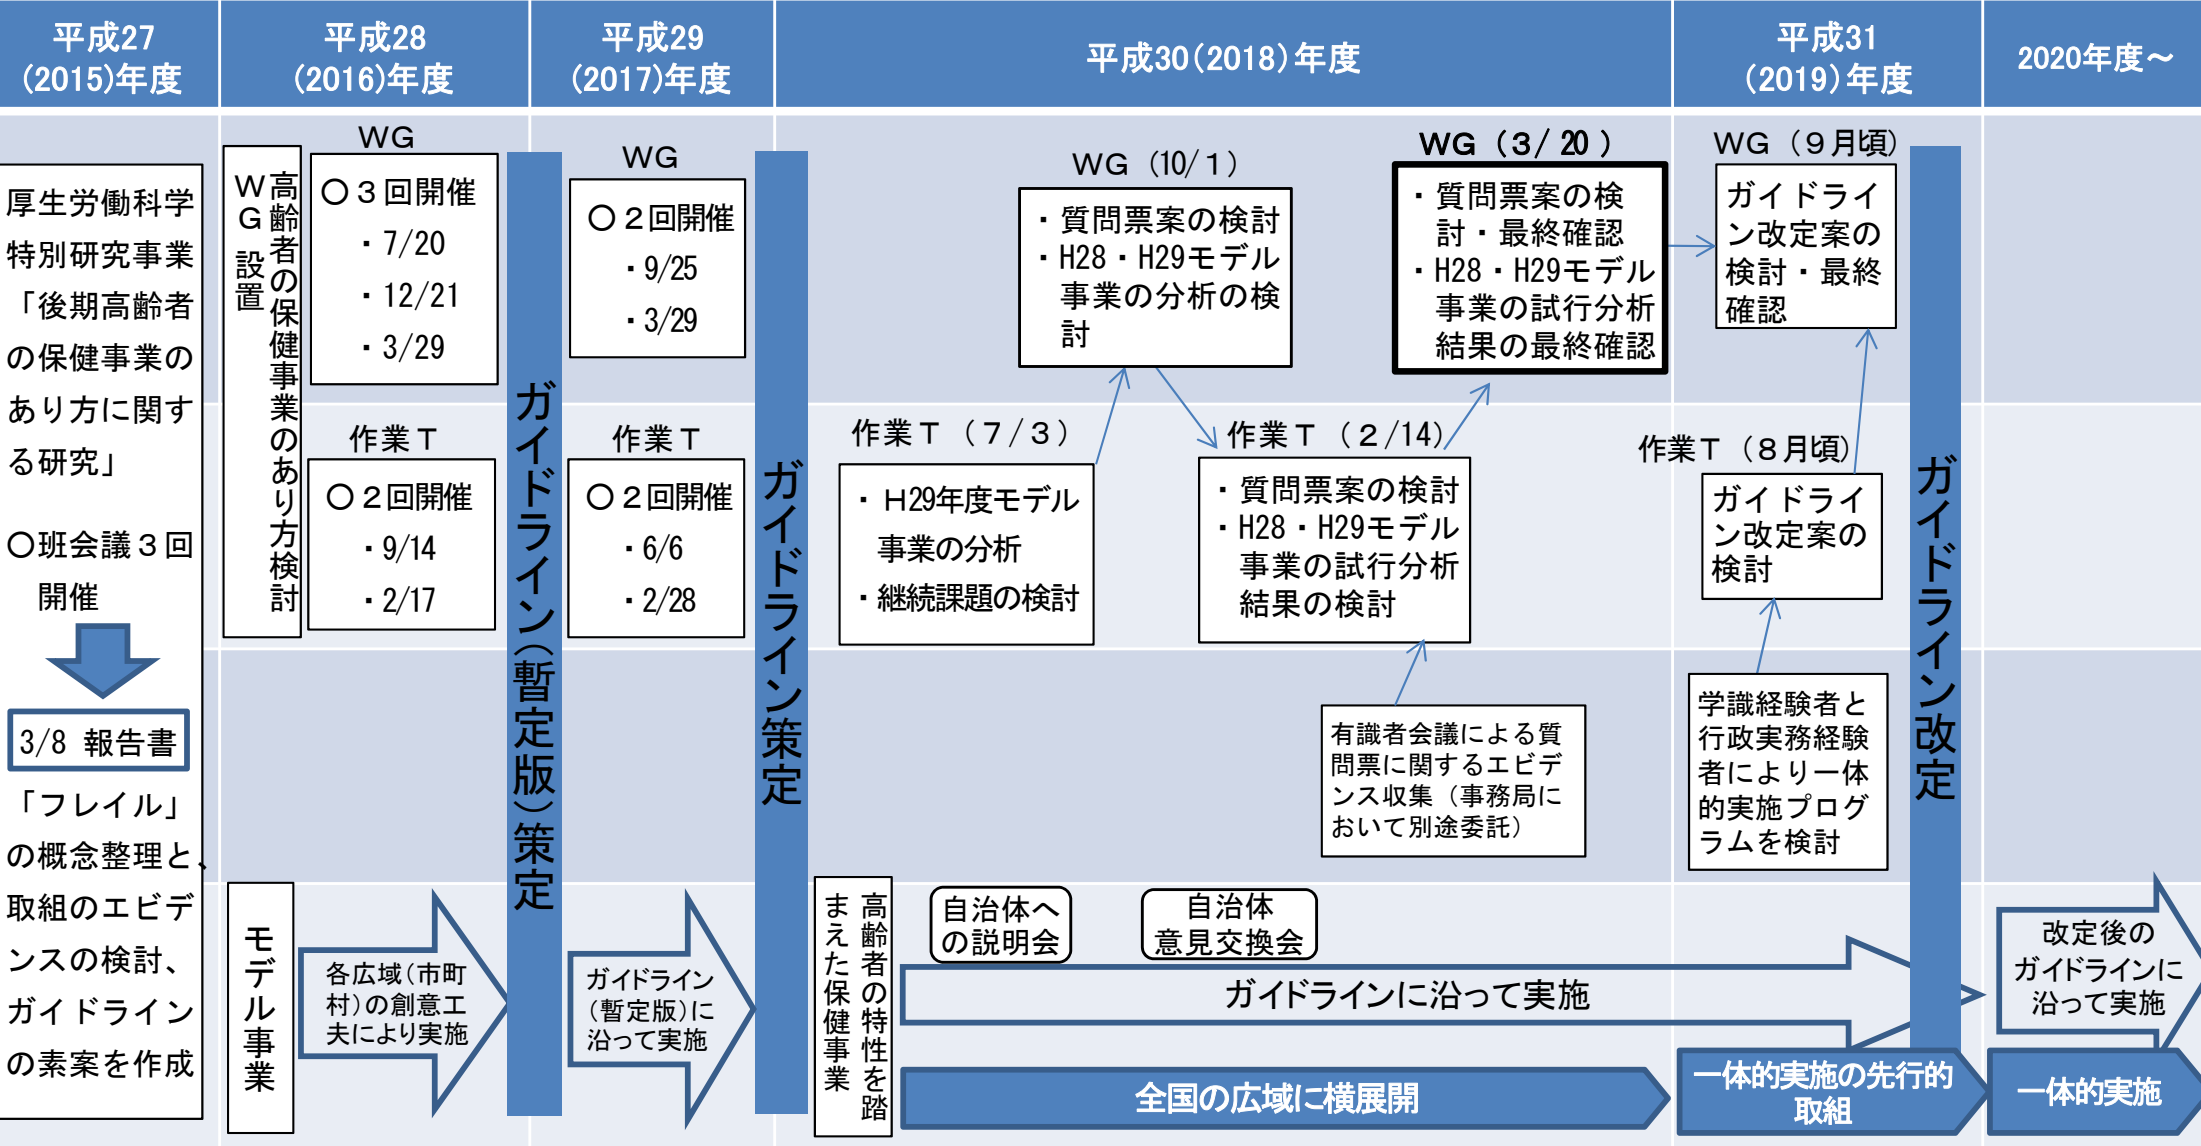 平成27
(2015)年度
平成28
(2016)年度
平成29
(2017)年度
平成30(2018)年度
平成31
(2019)年度
2020年度～
厚生労働科学
特別研究事業
「後期高齢者
の保健事業の
あり方に関す
る研究」
○班会議３回
開催
3/8 報告書
「フレイル」
の概念整理と、
取組のエビデ
ンスの検討、
ガイドライン
の素案を作成
高齢者の保健事業のあり方検討
ＷＧ 設置
ＷＧ
○３回開催
・7/20
・12/21
・3/29
作業Ｔ
○２回開催
・9/14
・2/17
モデル事業
各広域（市町
村）の創意工
夫により実施
ガイドライン（暫定版）策定
ＷＧ
○２回開催
・9/25
・3/29
作業Ｔ
○２回開催
・6/6
・2/28
ガイドライン
（暫定版）に
沿って実施
ガイドライン策定
ＷＧ（10/１）
・質問票案の検討
・H28・H29モデル
事業の分析の検
討
作業Ｔ（７/３）
・Ｈ29年度モデル
事業の分析
・継続課題の検討
ＷＧ（３/20）
・質問票案の検
討・最終確認
・H28・H29モデル
事業の試行分析
結果の最終確認
作業Ｔ（２/14）
・質問票案の検討
・H28・H29モデル
事業の試行分析
結果の検討
有識者会議による質
問票に関するエビデ
ンス収集（事務局に
おいて別途委託）
高齢者の特性を踏
まえた保健事業
自治体へ
の説明会
自治体
意見交換会
ガイドラインに沿って実施
全国の広域に横展開
ＷＧ（９月頃）
ガイドライ
ン改定案の
検討・最終
確認
作業Ｔ（８月頃）
ガイドライ
ン改定案の
検討
学識経験者と
行政実務経験
者により一体
的実施プログ
ラムを検討
ガイドライン改定
一体的実施の先行的
取組
改定後の
ガイドラインに
沿って実施
一体的実施